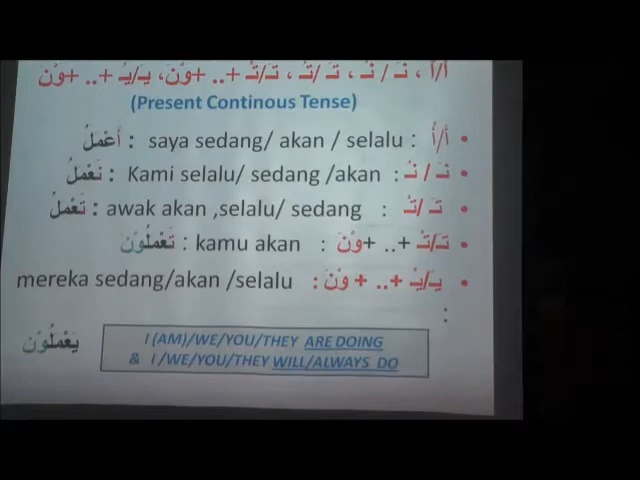 أَ/أُ ، نَـ / نُـ ، تَـ /تُـ ، تَـ/تُـ +.. +وْنَ، يَـ/يُـ +.. +وْنَ
(Present Continous Tense)
• أَ/أُ : saya sedang/ akan / selalu : أَعْمَلُ
• نَـ / نُـ : Kami selalu/ sedang /akan : نَعْمَلُ
• تَـ /تُـ : awak akan ,selalu/ sedang : تَعْمَلُ
• تَـ/تُـ +.. +وْنَ : kamu akan : تَعْمَلُوْنَ
• يَـ/يُـ +.. + وْنَ : mereka sedang/akan /selalu
:
يَعْمَلُوْنَ
I (AM)/WE/YOU/THEY ARE DOING
& I /WE/YOU/THEY WILL/ALWAYS DO